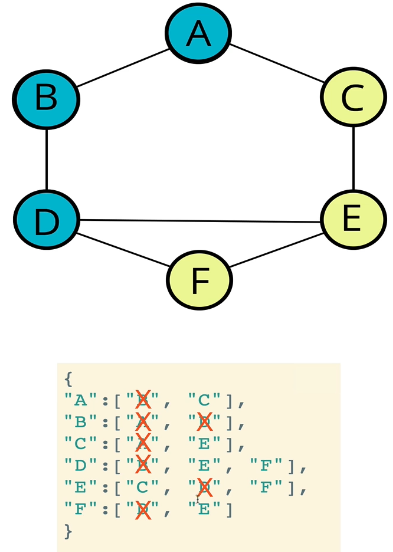 A
B
C
D
E
F
{
"A":["B", "C"],
"B":["A", "D"],
"C":["A", "E"],
"D":["B", "E", "F"],
"E":["C", "D", "F"],
"F":["D", "E"]
}